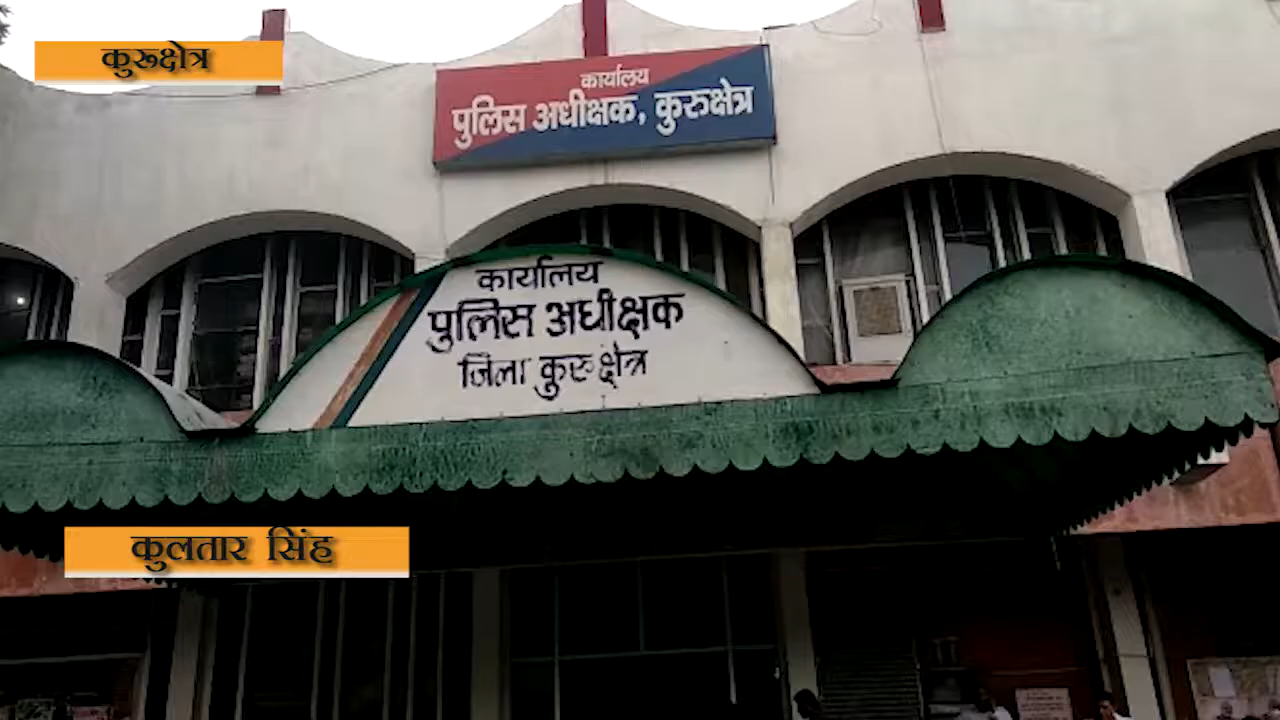 कुरूक्षेत्र
कार्यालय
पुलिस अधीक्षक, कुरुक्षेत्र
कार्यालय
पुलिस अधीक्षक
जिला कुरुक्षेत्र
कुलतार सिंह